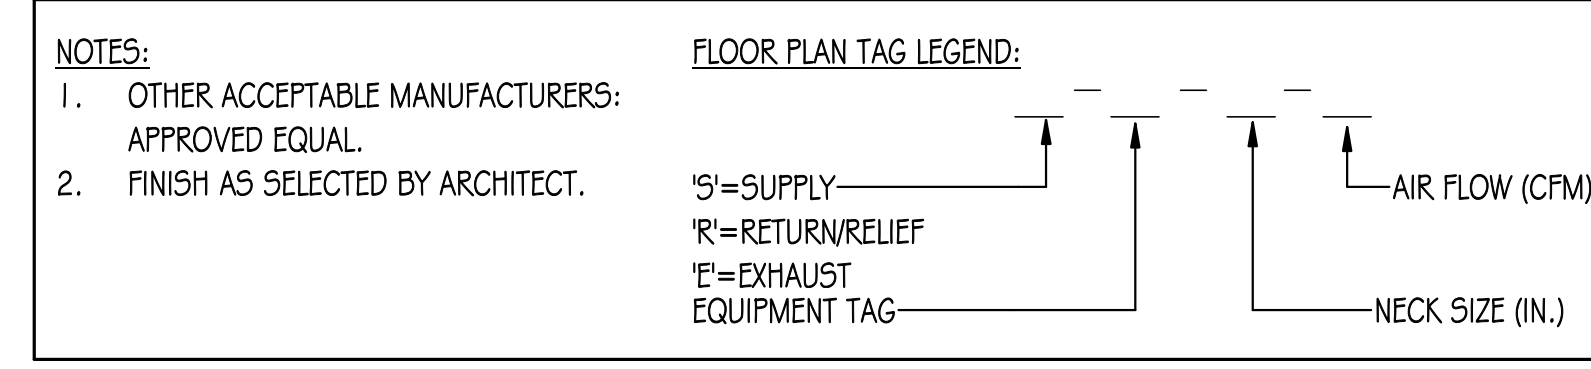 NOTES:
1. OTHER ACCEPTABLE MANUFACTURERS:
APPROVED EQUAL.
2. FINISH AS SELECTED BY ARCHITECT.
FLOOR PLAN TAG LEGEND:
'S'=SUPPLY
'R'=RETURN/RELIEF
'E'=EXHAUST
EQUIPMENT TAG
AIR FLOW (CFM)
NECK SIZE (IN.)